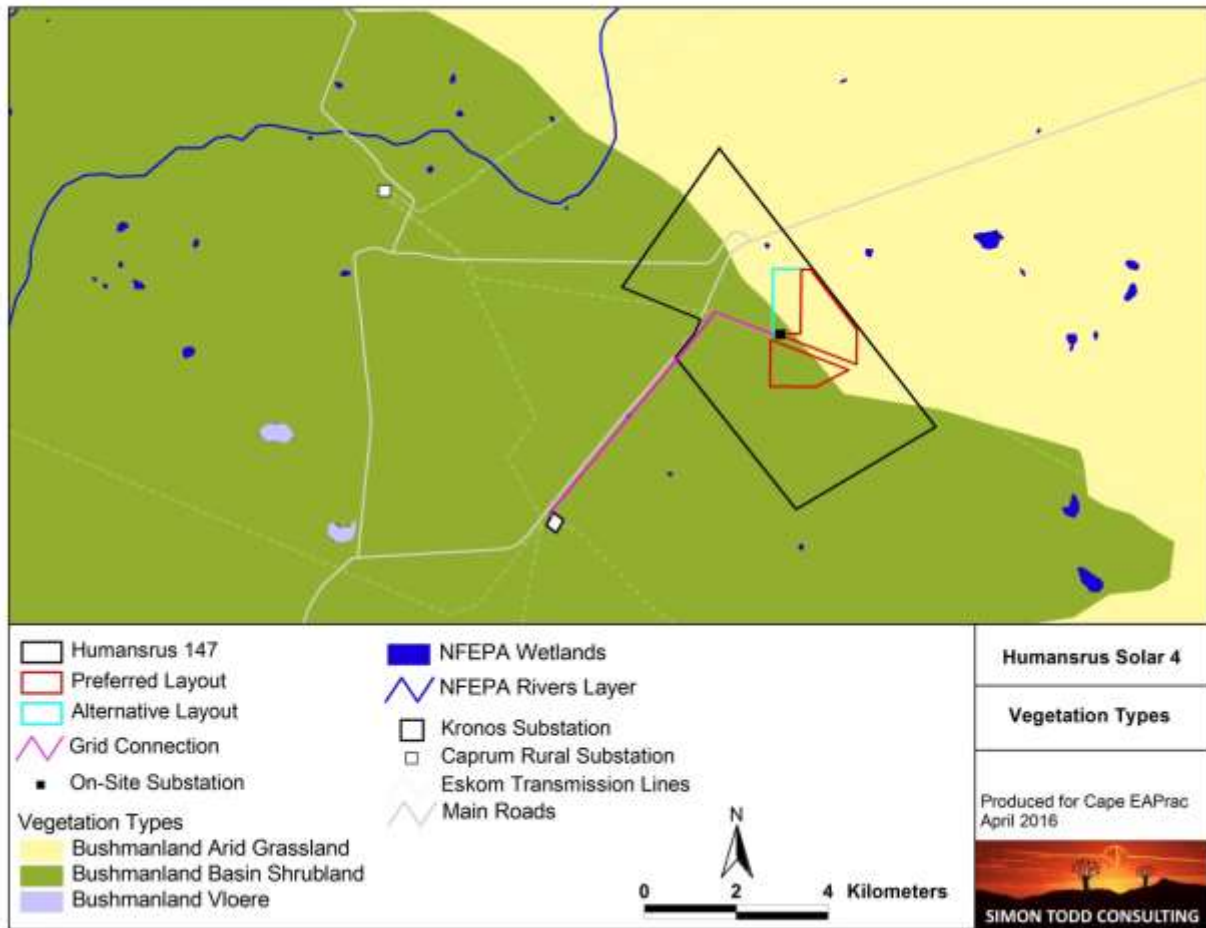 Humansrus 147
Preferred Layout
Alternative Layout
Grid Connection
On-Site Substation
Vegetation Types
Bushmanland Arid Grassland
Bushmanland Basin Shrubland
Bushmanland Vloere
NFEPA Wetlands
NFEPA Rivers Layer
Kronos Substation
Caprum Rural Substation
Eskom Transmission Lines
Main Roads
N
0 2 4 Kilometers
Humansrus Solar 4
Vegetation Types
Produced for Cape EAPrac
April 2016
SIMON TODD CONSULTING